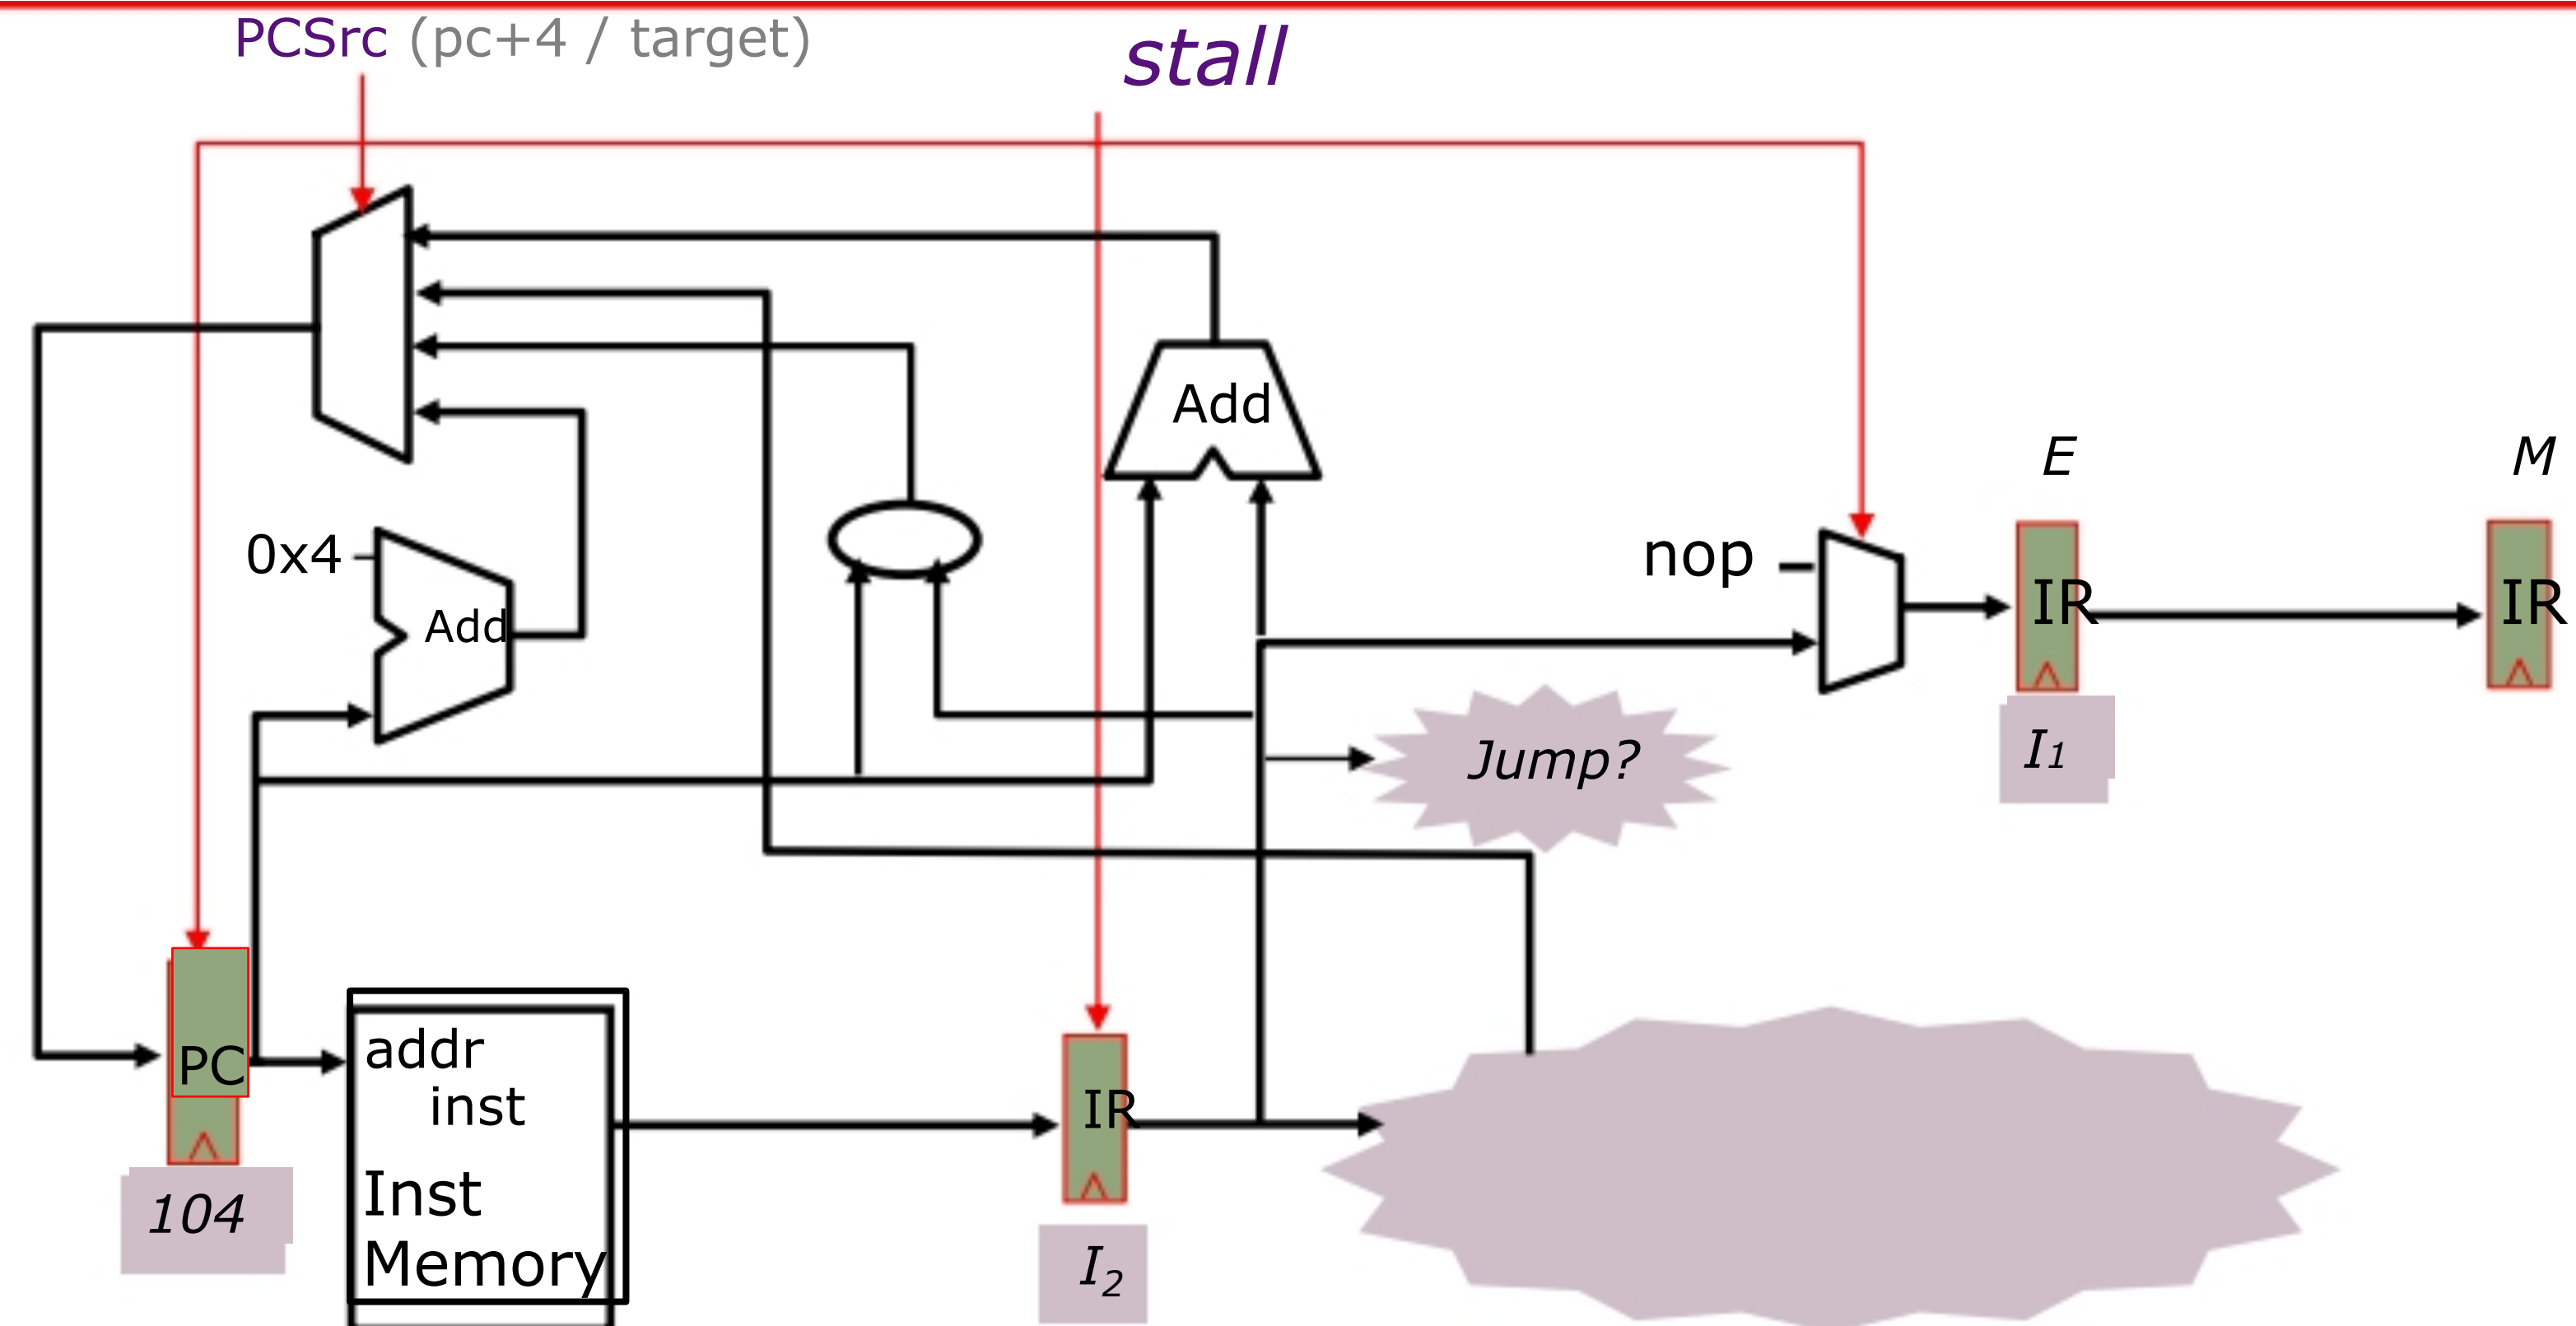 PCSrc (pc+4 / target)
stall
Add
E
M
0x4
Add
nop
IR
IR
Jump?
I1
PC
addr
inst
Inst
Memory
IR
104
I2